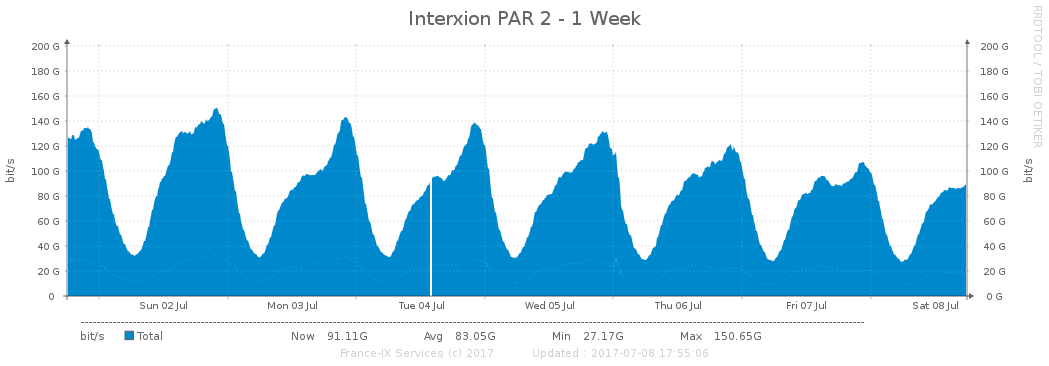 Interxion PAR 2 - 1 Week
RRDTOOL / TOBI OETIKER
bit/s
200 G 200 G
180 G 180 G
160 G 160 G
140 G 140 G
120 G 120 G
100 G 100 G
80 G 80 G
60 G 60 G
40 G 40 G
20 G 20 G
0 0 G
bit/s
Sun 02 Jul Mon 03 Jul Tue 04 Jul Wed 05 Jul Thu 06 Jul Fri 07 Jul Sat 08 Jul
bit/s Total Now 91.11G Avg 83.05G Min 27.17G Max 150.65G
France-IX Services (c) 2017 Updated : 2017-07-08 17:55:06